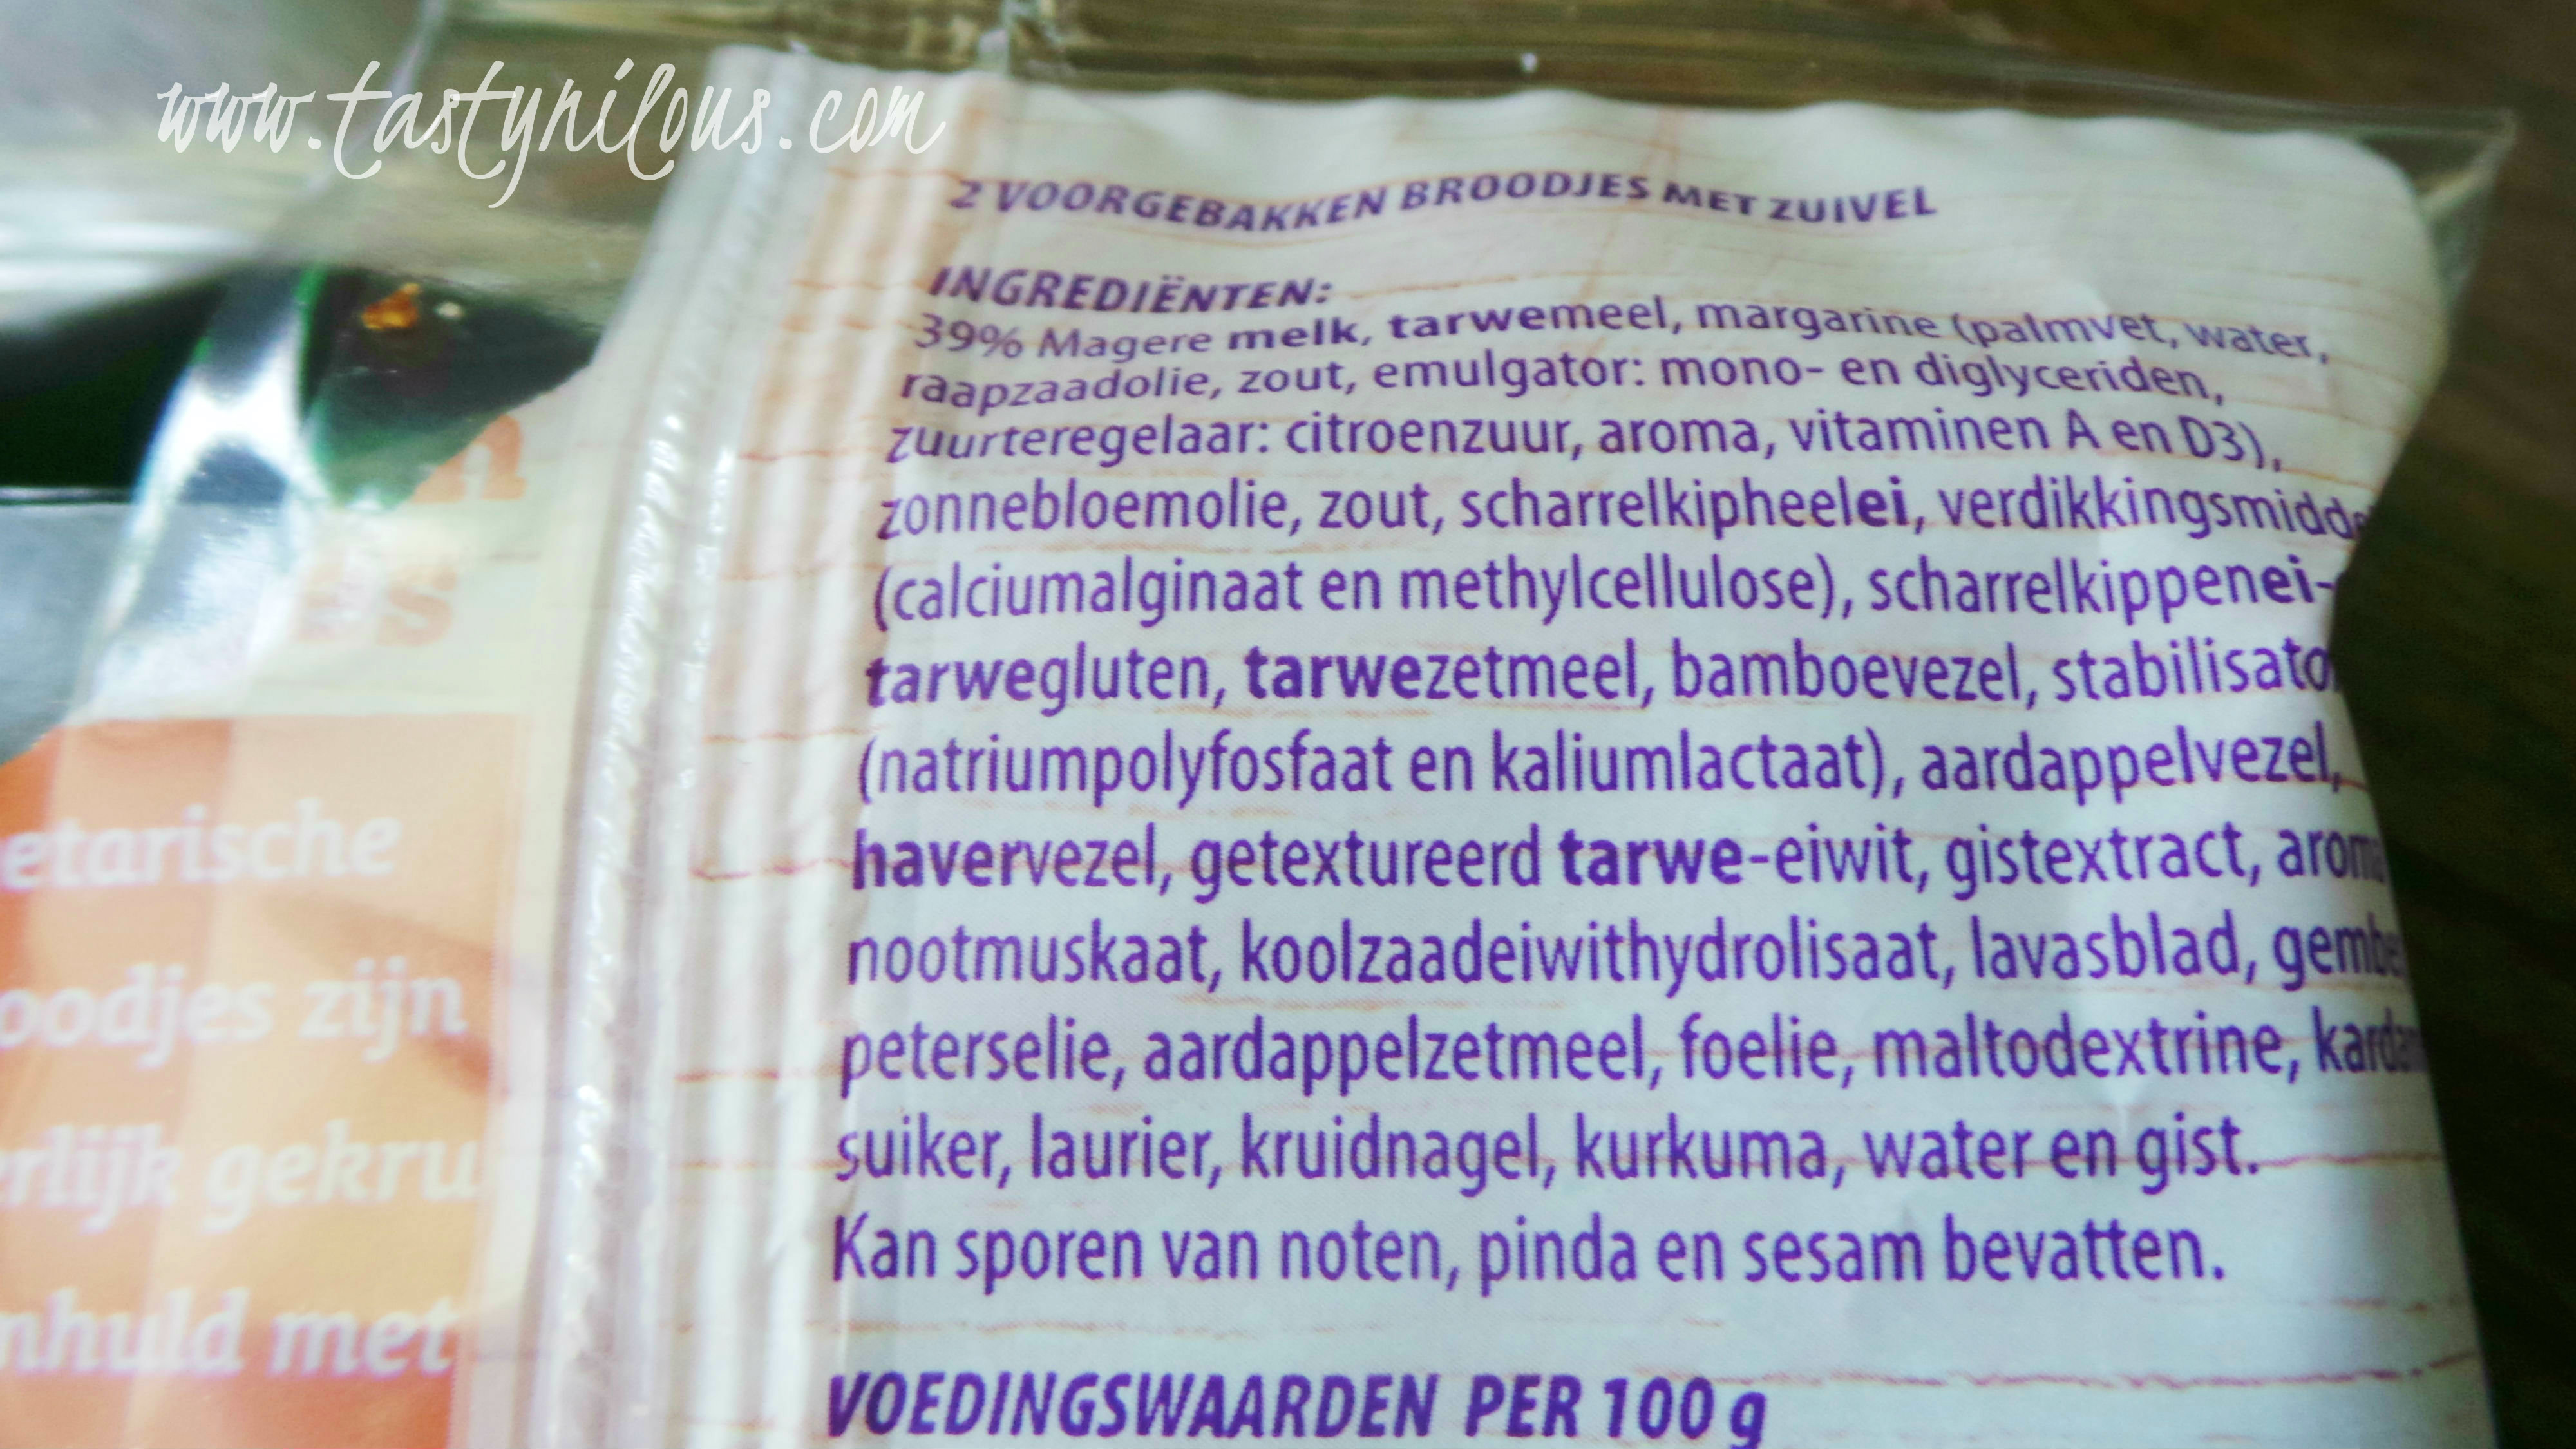 www.tastynilous.com
2 VOORGEBAKKEN BROODJES MET ZUIVEL
INGREDIËNTEN:
39% Magere melk, tarwemeel, margarine (palmvet, water,
raapzaadolie, zout, emulgator: mono- en diglyceriden,
zuurteregelaar: citroenzuur, aroma, vitaminen A en D3),
zonnebloemolie, zout, scharrelkipheelei,
(calciumalginaat en methylcellulose), scharrelkippenei-
tarwegluten, tarwezetmeel, bamboevezel,
(natriumpolyfosfaat en kaliumlactaat), aardappelvezel,
havervezel, getextureerd tarwe-eiwit, gistextract,
nootmuskaat, koolzaadeiwithydrolisaat, lavasblad,
peterselie, aardappelzetmeel, foelie, maltodextrine,
suiker, laurier, kruidnagel, kurkuma, water en gist.
Kan sporen van noten, pinda en sesam bevatten.
VOEDINGSWAARDEN PER 100 g
etarische
oodjes zijn
erlijk gekru
mhuld met